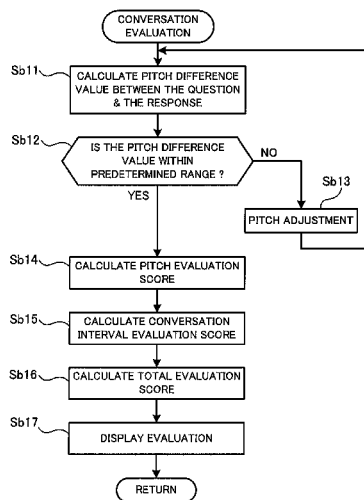 CONVERSATION
EVALUATION
Sb11
CALCULATE PITCH DIFFERENCE
VALUE BETWEEN THE QUESTION
& THE RESPONSE
Sb12
IS THE PITCH DIFFERENCE
VALUE WITHIN
PREDETERMINED RANGE ?
NO
Sb13
YES
PITCH ADJUSTMENT
Sb14
CALCULATE PITCH EVALUATION
SCORE
Sb15
CALCULATE CONVERSATION
INTERVAL EVALUATION SCORE
Sb16
CALCULATE TOTAL EVALUATION
SCORE
Sb17
DISPLAY EVALUATION
RETURN